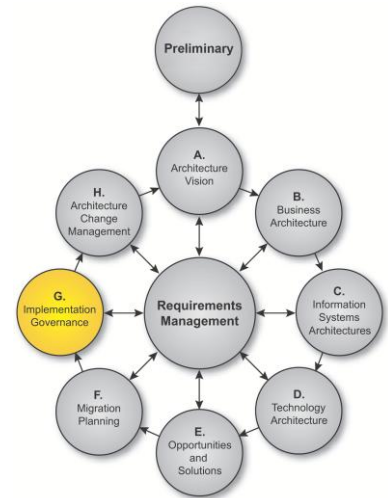 Preliminary
A.
Architecture
Vision
B.
Business
Architecture
C.
Information
Systems
Architectures
D.
Technology
Architecture
E.
Opportunities
and
Solutions
F.
Migration
Planning
G.
Implementation
Governance
H.
Architecture
Change
Management
Requirements
Management